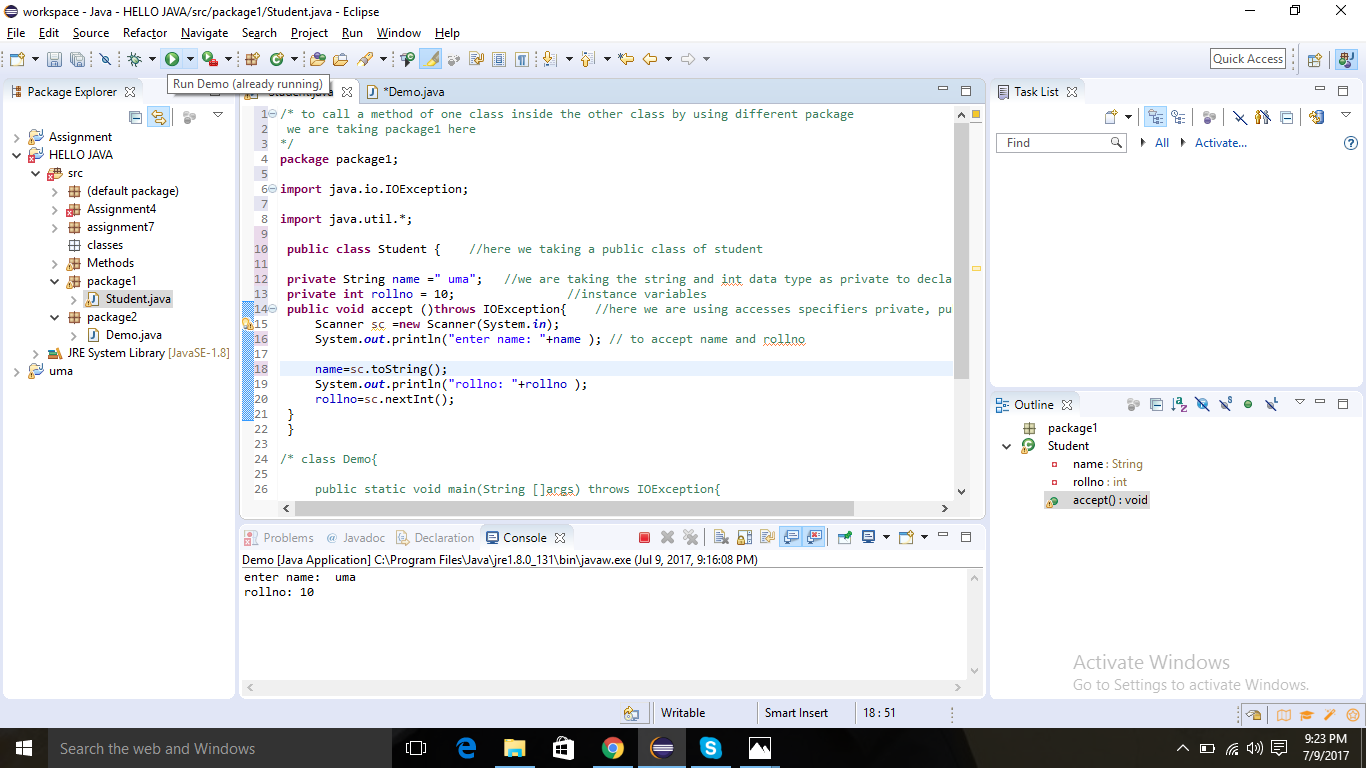 workspace - Java - HELLO JAVA/src/package1/Student.java - Eclipse
File Edit Source Refactor Navigate Search Project Run Window Help
Quick Access
Run Demo (already running)
Package Explorer
Assignment
HELLO JAVA
src
(default package)
Assignment4
assignment7
classes
Methods
package1
Student.java
package2
Demo.java
JRE System Library [JavaSE-1.8]
uma
*Demo.java
1 /* to call a method of one class inside the other class by using different package
2 we are taking package1 here
3 */
4 package package1;
5
6 import java.io.IOException;
7
8 import java.util.*;
9
10 public class Student { //here we taking a public class of student
11
12 private String name =" uma"; //we are taking the string and int data type as private to decla
13 private int rollno = 10; //instance variables
14 public void accept ()throws IOException{ //here we are using accesses specifiers private, pu
15 Scanner sc =new Scanner(System.in);
16 System.out.println("enter name: "+name ); // to accept name and rollno
17
18 name=sc.toString();
19 System.out.println("rollno: "+rollno );
20 rollno=sc.nextInt();
21 }
22 }
23
24 /* class Demo{
25
26 public static void main(String []args) throws IOException{
Problems @ Javadoc Declaration Console
Demo [Java Application] C:\Program Files\Java\jre1.8.0_131\bin\javaw.exe (Jul 9, 2017, 9:16:08 PM)
enter name:  uma
rollno: 10
Task List
Find All Activate...
Outline
package1
Student
name : String
rollno : int
accept() : void
Activate Windows
Go to Settings to activate Windows.
Writable Smart Insert 18 : 51
Search the web and Windows
9:23 PM
7/9/2017